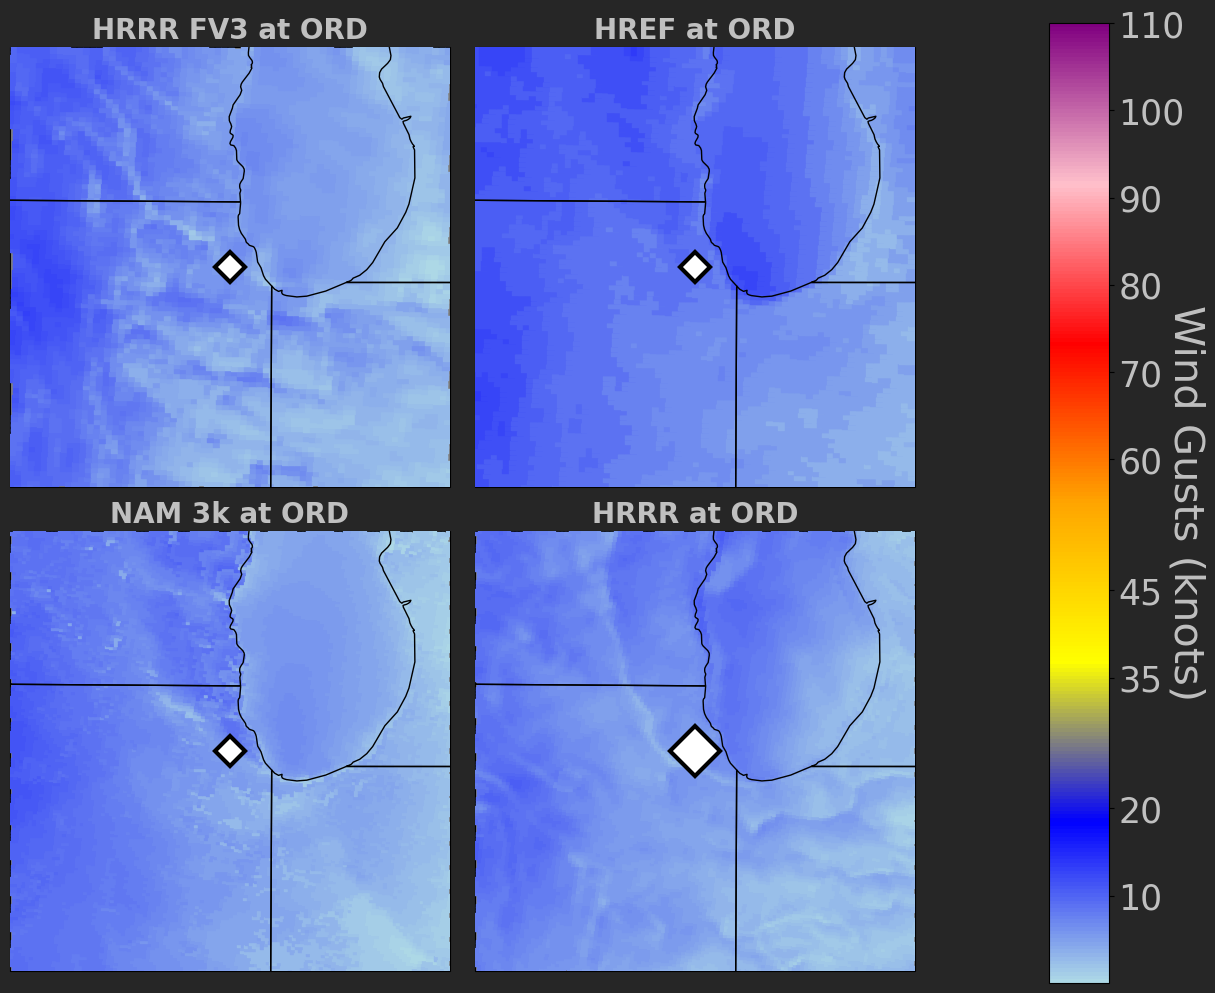 HRRR FV3 at ORD
HREF at ORD
NAM 3k at ORD
HRRR at ORD
110
100
90
80
70
60
45
35
20
10
Wind Gusts (knots)